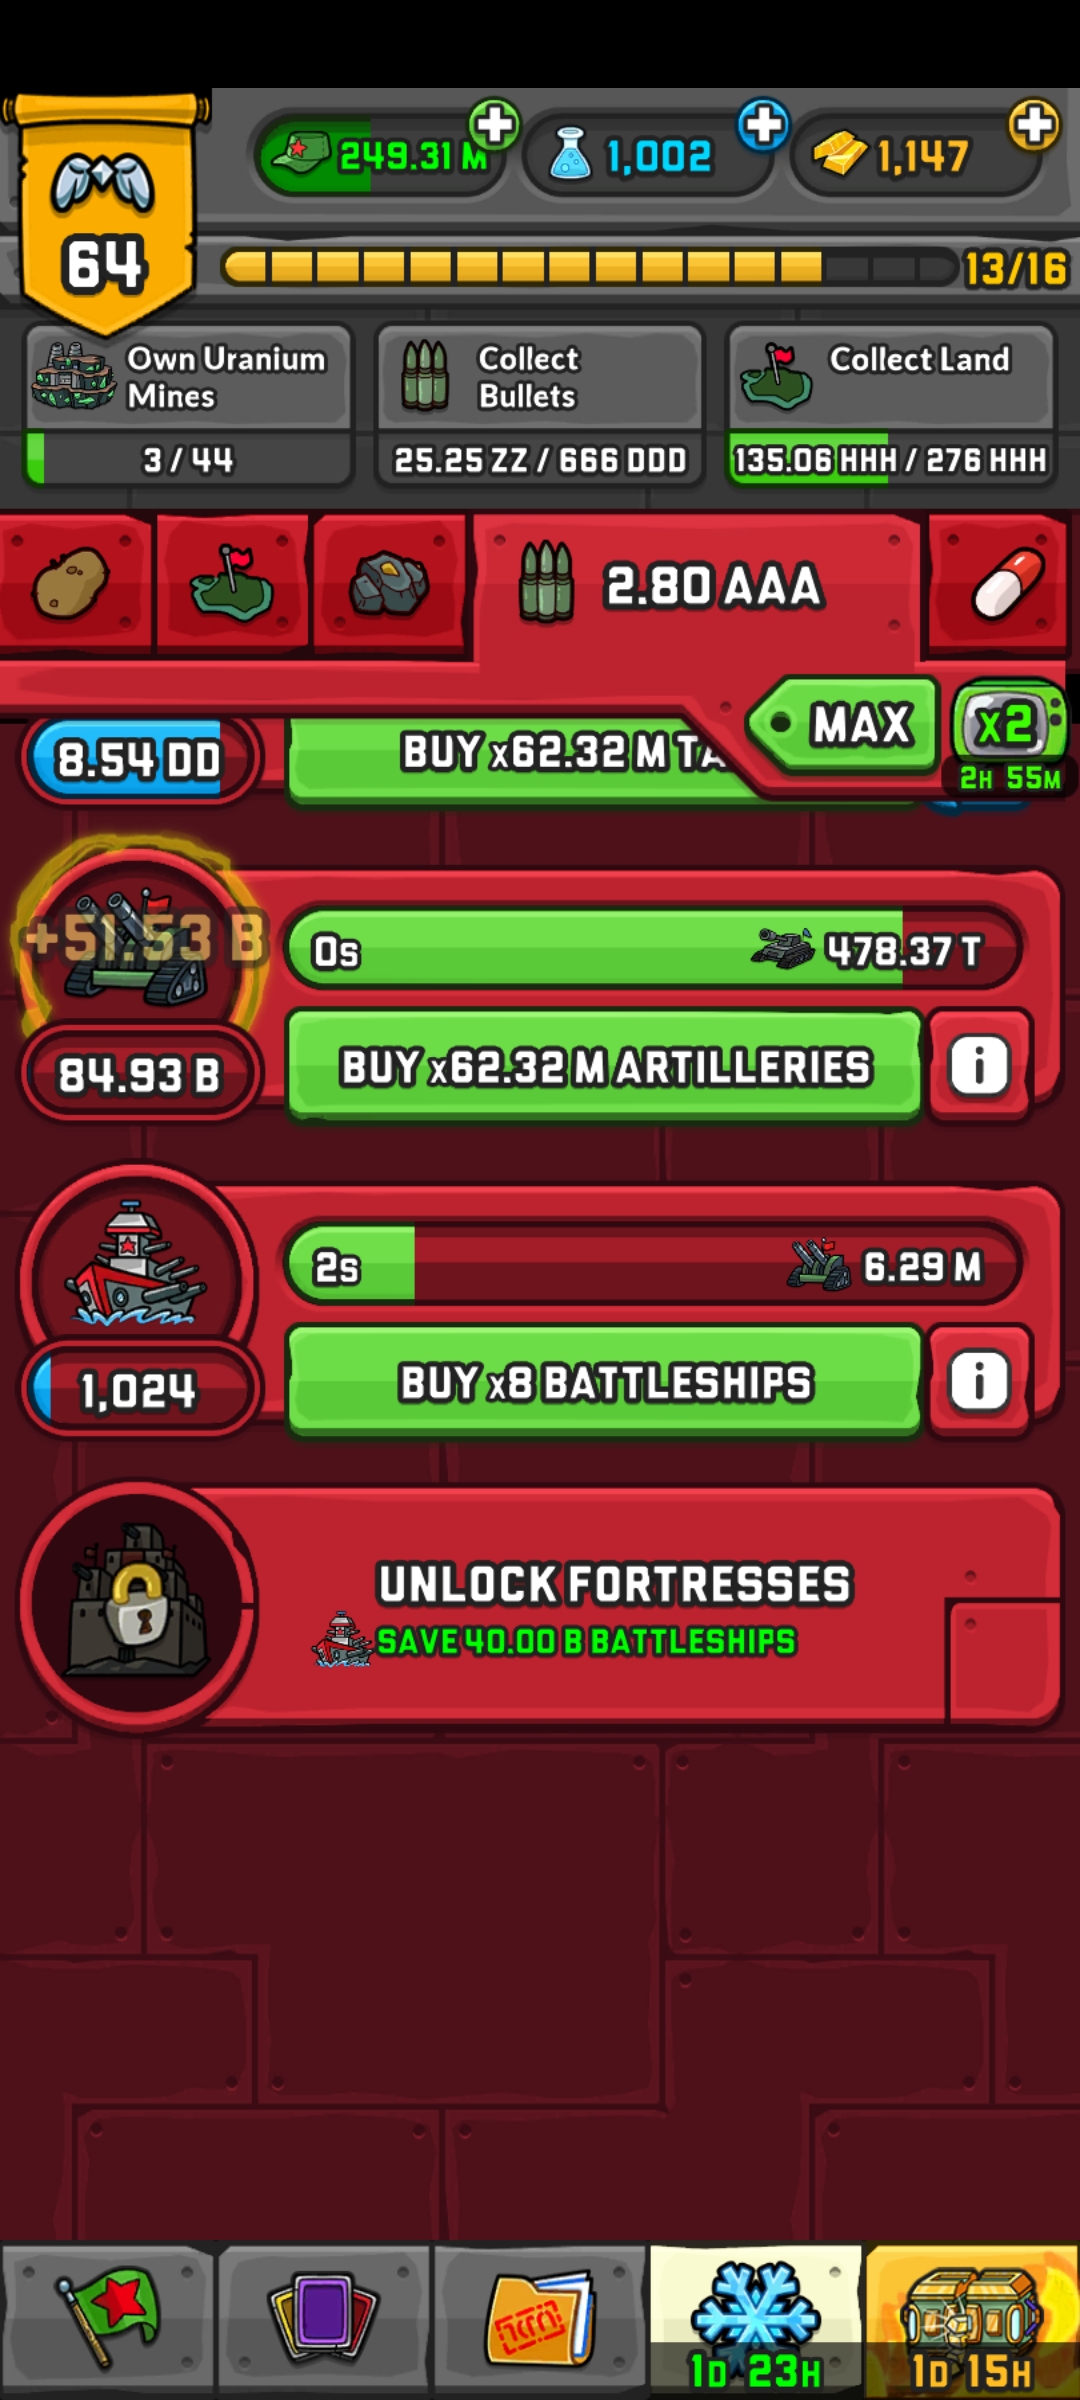 249.31 M
1,002
1,147
64
13/16
Own Uranium
Mines
3 / 44
Collect
Bullets
25.25 ZZ / 666 DDD
Collect Land
135.06 HHH / 276 HHH
2.80 AAA
MAX
x2
2H 55M
8.54 DD
BUY x62.32 M TA
+51.53 B
0s
478.37 T
84.93 B
BUY x62.32 M ARTILLERIES
i
2s
6.29 M
1,024
BUY x8 BATTLESHIPS
i
UNLOCK FORTRESSES
SAVE 40.00 B BATTLESHIPS
1D 23H
1D 15H